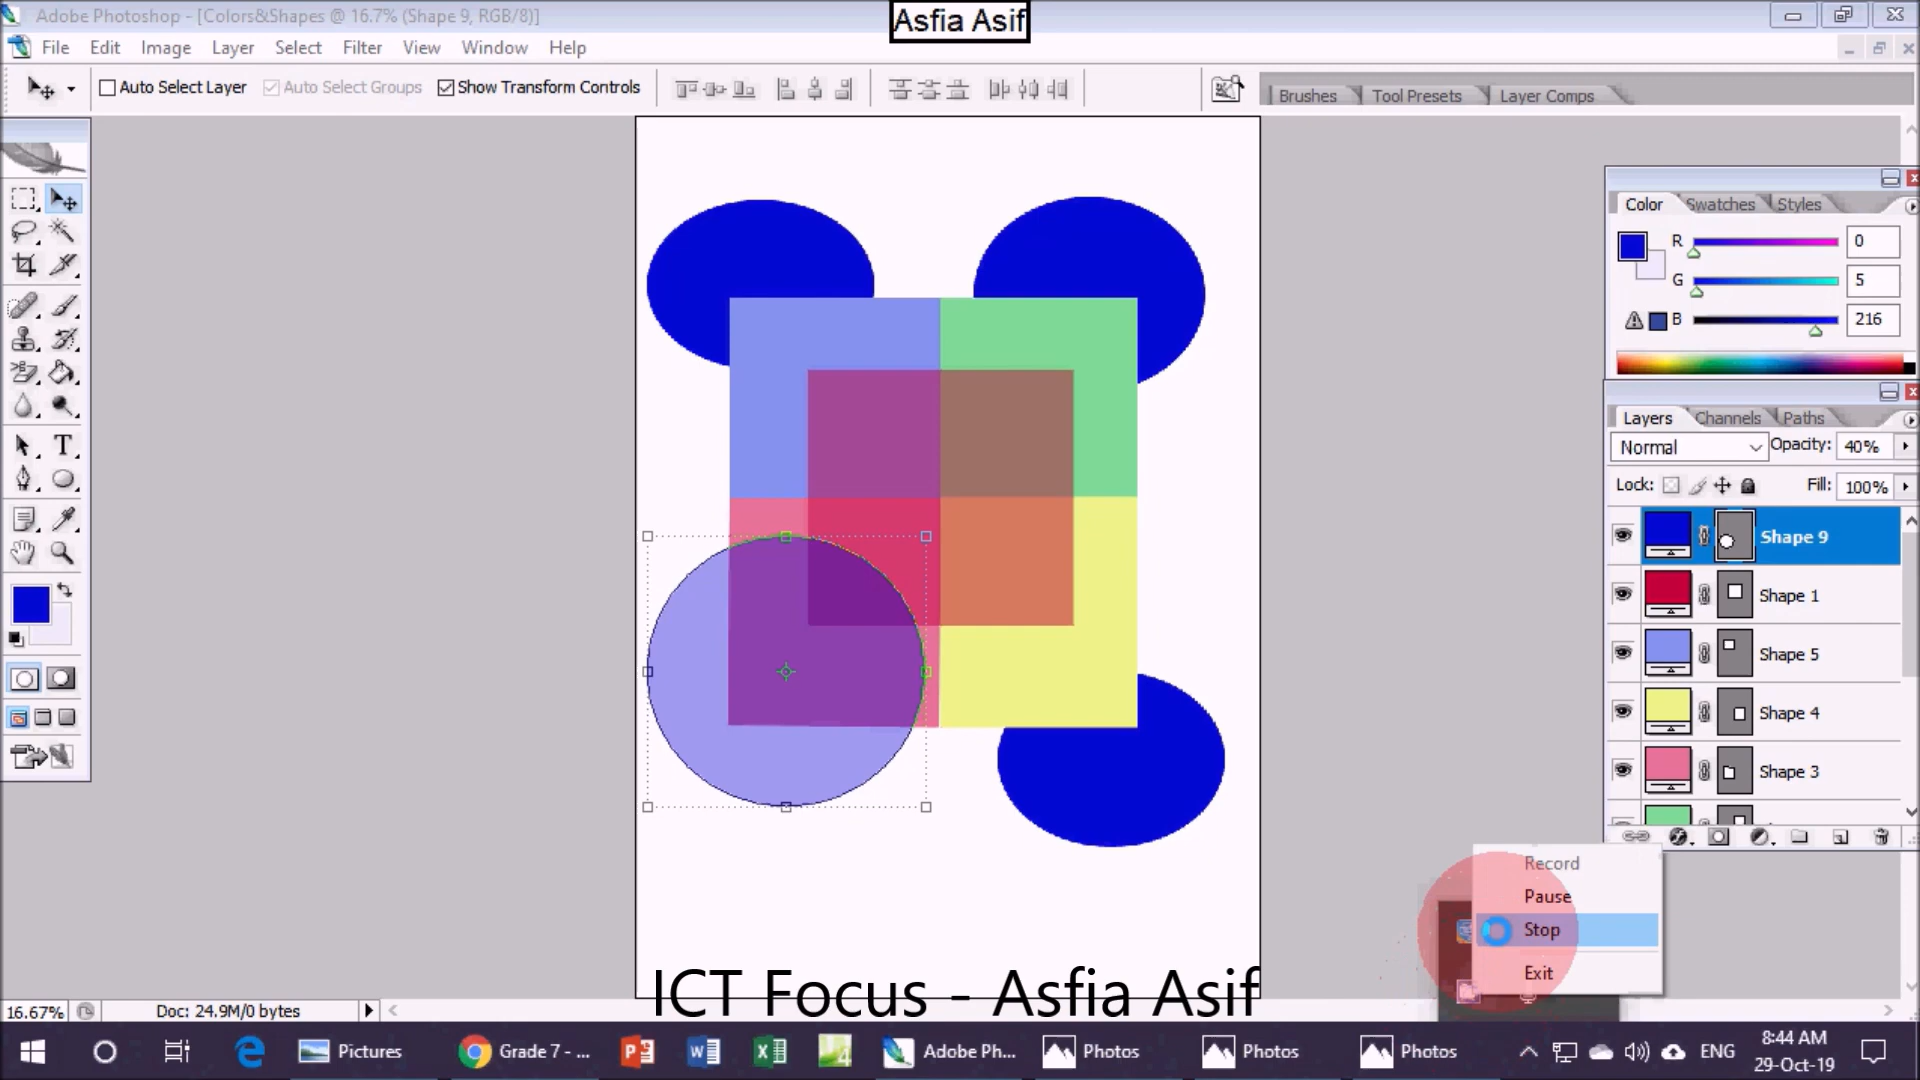 Adobe Photoshop - [Colors&Shapes @ 16.7% (Shape 9, RGB/8)]
Asfia Asif
File Edit Image Layer Select Filter View Window Help
Auto Select Layer Auto Select Groups Show Transform Controls
Brushes Tool Presets Layer Comps
Color Swatches Styles
R 0
G 5
B 216
Layers Channels Paths
Normal Opacity: 40%
Lock: Fill: 100%
Shape 9
Shape 1
Shape 5
Shape 4
Shape 3
Record
Pause
Stop
Exit
ICT Focus - Asfia Asif
16.67% Doc: 24.9M/0 bytes
Pictures Grade 7 - ... Adobe Ph... Photos Photos Photos ENG 8:44 AM
29-Oct-19